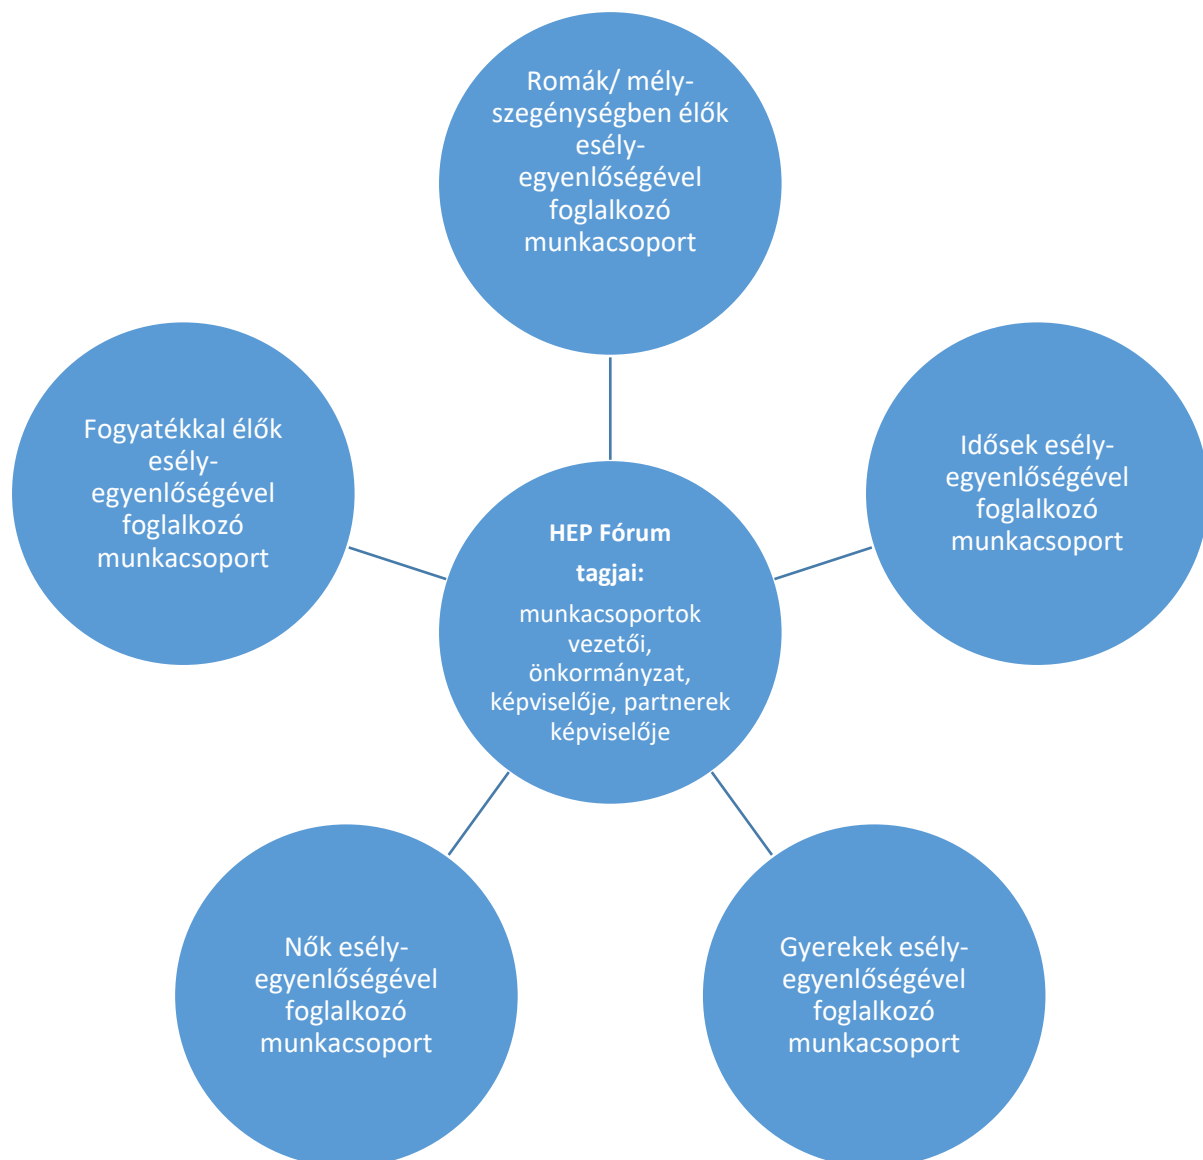 Romák/ mély-
szegénységben élők
esély-
egyenlőségével
foglalkozó
munkacsoport
Fogyatékkal élők
esély-
egyenlőségével
foglalkozó
munkacsoport
Idősek esély-
egyenlőségével
foglalkozó
munkacsoport
HEP Fórum
tagjai:
munkacsoportok
vezetői,
önkormányzat,
képviselője, partnerek
képviselője
Nők esély-
egyenlőségével
foglalkozó
munkacsoport
Gyerekek esély-
egyenlőségével
foglalkozó
munkacsoport